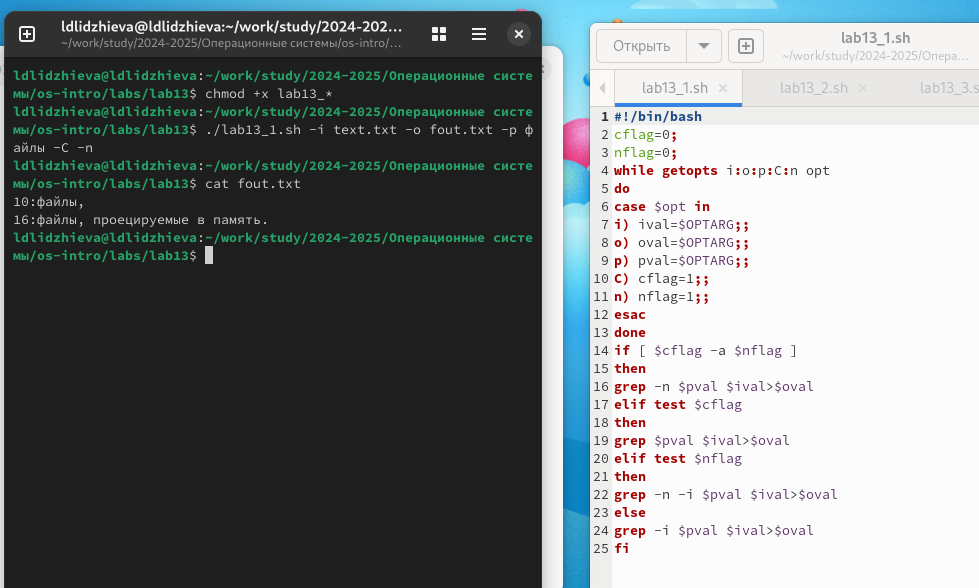 ldlidzhieva@ldlidzhieva:~/work/study/2024-202...
~/work/study/2024-2025/Операционные системы/os-intro/...
ldlidzhieva@ldlidzhieva:~/work/study/2024-2025/Операционные систе
мы/os-intro/labs/lab13$ chmod +x lab13_*
ldlidzhieva@ldlidzhieva:~/work/study/2024-2025/Операционные систе
мы/os-intro/labs/lab13$ ./lab13_1.sh -i text.txt -o fout.txt -p ф
айлы -C -n
ldlidzhieva@ldlidzhieva:~/work/study/2024-2025/Операционные систе
мы/os-intro/labs/lab13$ cat fout.txt
10:файлы,
16:файлы, проецируемые в память.
ldlidzhieva@ldlidzhieva:~/work/study/2024-2025/Операционные систе
мы/os-intro/labs/lab13$
Открыть
lab13_1.sh
~/work/study/2024-2025/Опера...
lab13_1.sh
lab13_2.sh
lab13_3.s
1 #!/bin/bash
2 cflag=0;
3 nflag=0;
4 while getopts i:o:p:C:n opt
5 do
6 case $opt in
7 i) ival=$OPTARG;;
8 o) oval=$OPTARG;;
9 p) pval=$OPTARG;;
10 C) cflag=1;;
11 n) nflag=1;;
12 esac
13 done
14 if [ $cflag -a $nflag ]
15 then
16 grep -n $pval $ival>$oval
17 elif test $cflag
18 then
19 grep $pval $ival>$oval
20 elif test $nflag
21 then
22 grep -n -i $pval $ival>$oval
23 else
24 grep -i $pval $ival>$oval
25 fi